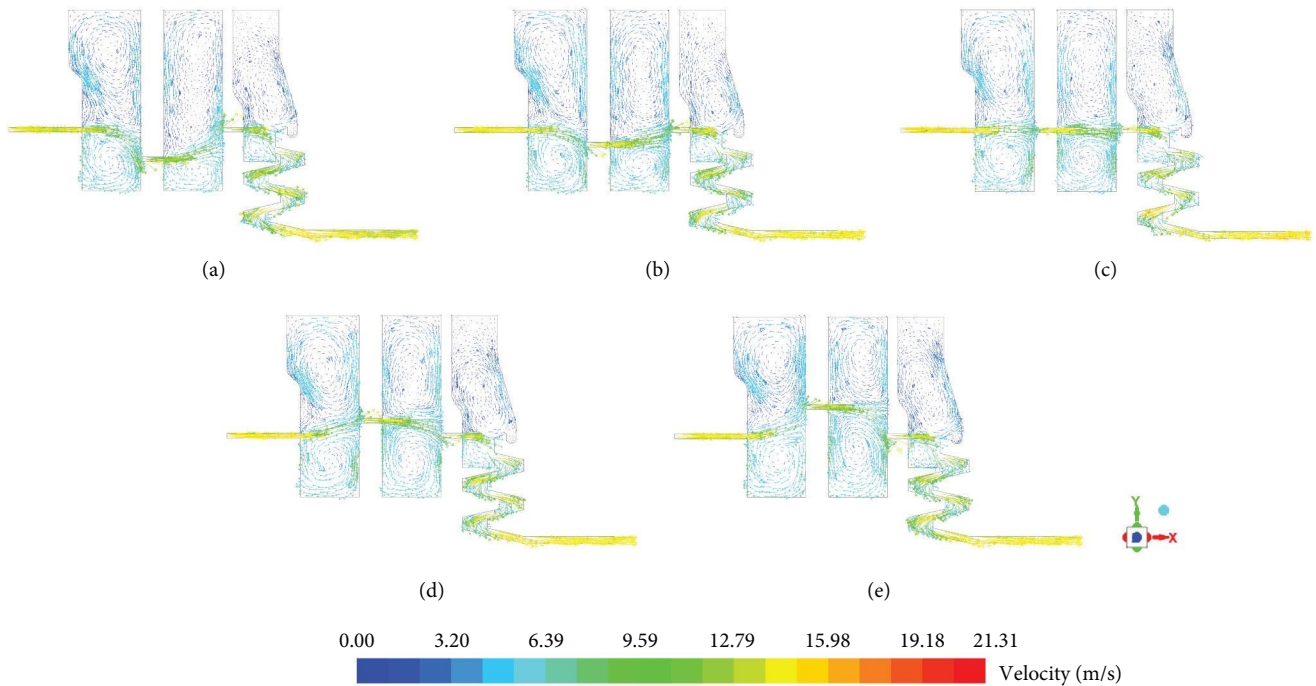 (a)
(b)
(c)
(d)
(e)
Y
X
0.00 3.20 6.39 9.59 12.79 15.98 19.18 21.31
Velocity (m/s)